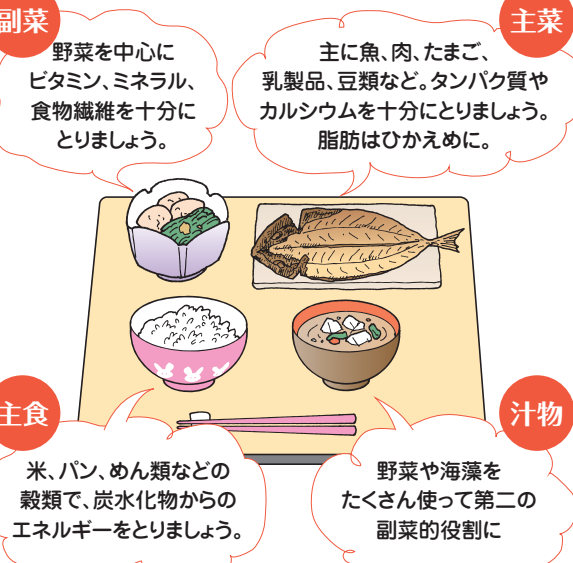 副菜
野菜を中心に
ビタミン、ミネラル、
食物繊維を十分に
とりましょう。
主菜
主に魚、肉、たまご、
乳製品、豆類など。タンパク質や
カルシウムを十分にとりましょう。
脂肪はひかえめに。
主食
米、パン、めん類などの
穀類で、炭水化物からの
エネルギーをとりましょう。
汁物
野菜や海藻を
たくさん使って第二の
副菜的役割に